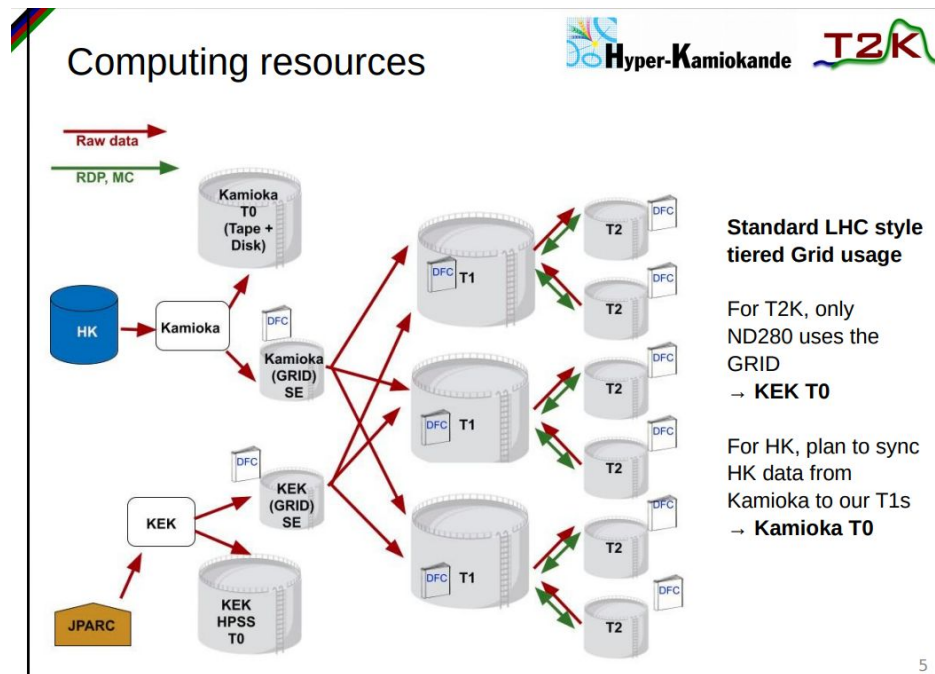 Computing resources
Hyper-Kamiokande
T2K
Raw data
RDP, MC
Kamioka
T0
(Tape +
Disk)
HK
Kamioka
DFC
Kamioka
(GRID)
SE
DFC
KEK
(GRID)
SE
KEK
JPARC
KEK
HPSS
T0
DFC
T1
DFC
T1
DFC
T1
T2
DFC
T2
DFC
T2
DFC
T2
DFC
T2
DFC
T2
DFC
Standard LHC style
tiered Grid usage
For T2K, only
ND280 uses the
GRID
→ KEK T0
For HK, plan to sync
HK data from
Kamioka to our T1s
→ Kamioka T0
5